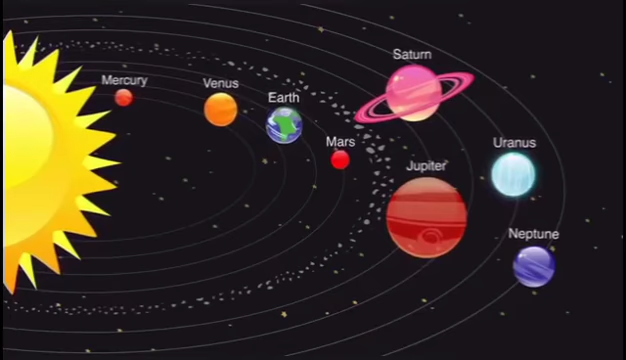 Saturn
Mercury
Venus
Earth
Mars
Uranus
Jupiter
Neptune